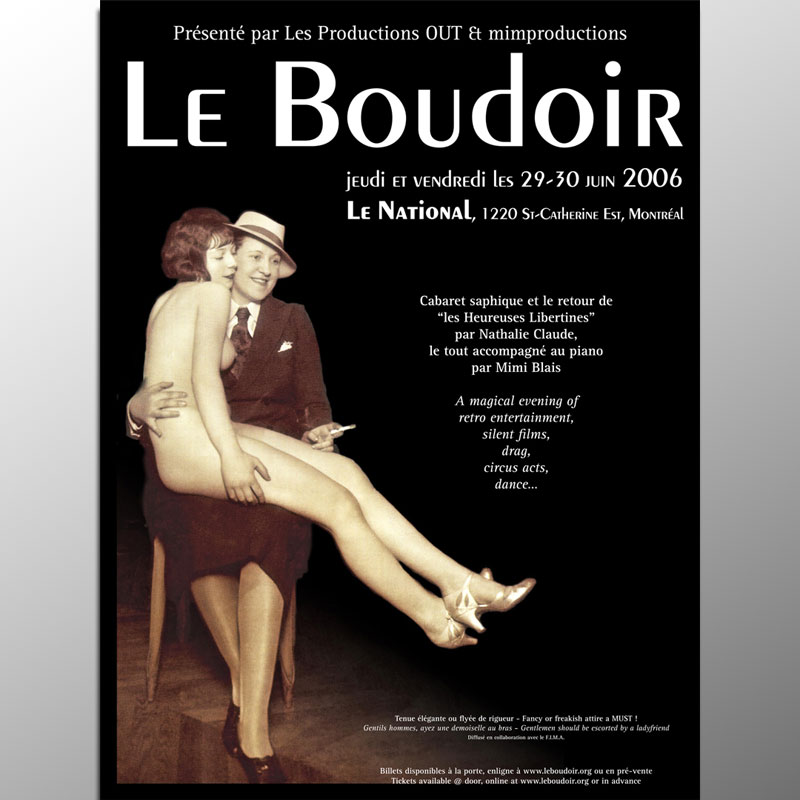 Présenté par Les Productions OUT & mimproductions
Le Boudoir
jeudi et vendredi les 29-30 juin 2006
Le National, 1220 St-Catherine Est, Montréal
Cabaret saphique et le retour de
“les Heureuses Libertines”
par Nathalie Claude,
le tout accompagné au piano
par Mimi Blais
A magical evening of
retro entertainment,
silent films,
drag,
circus acts,
dance...
Tenue élégante ou flyée de rigueur - Fancy or freakish attire a MUST !
Gentils hommes, ayez une demoiselle au bras - Gentlemen should be escorted by a ladyfriend
Diffusé en collaboration avec le F.I.M.A.
Billets disponibles à la porte, enligne à www.leboudoir.org ou en pré-vente
Tickets available @ door, online at www.leboudoir.org or in advance